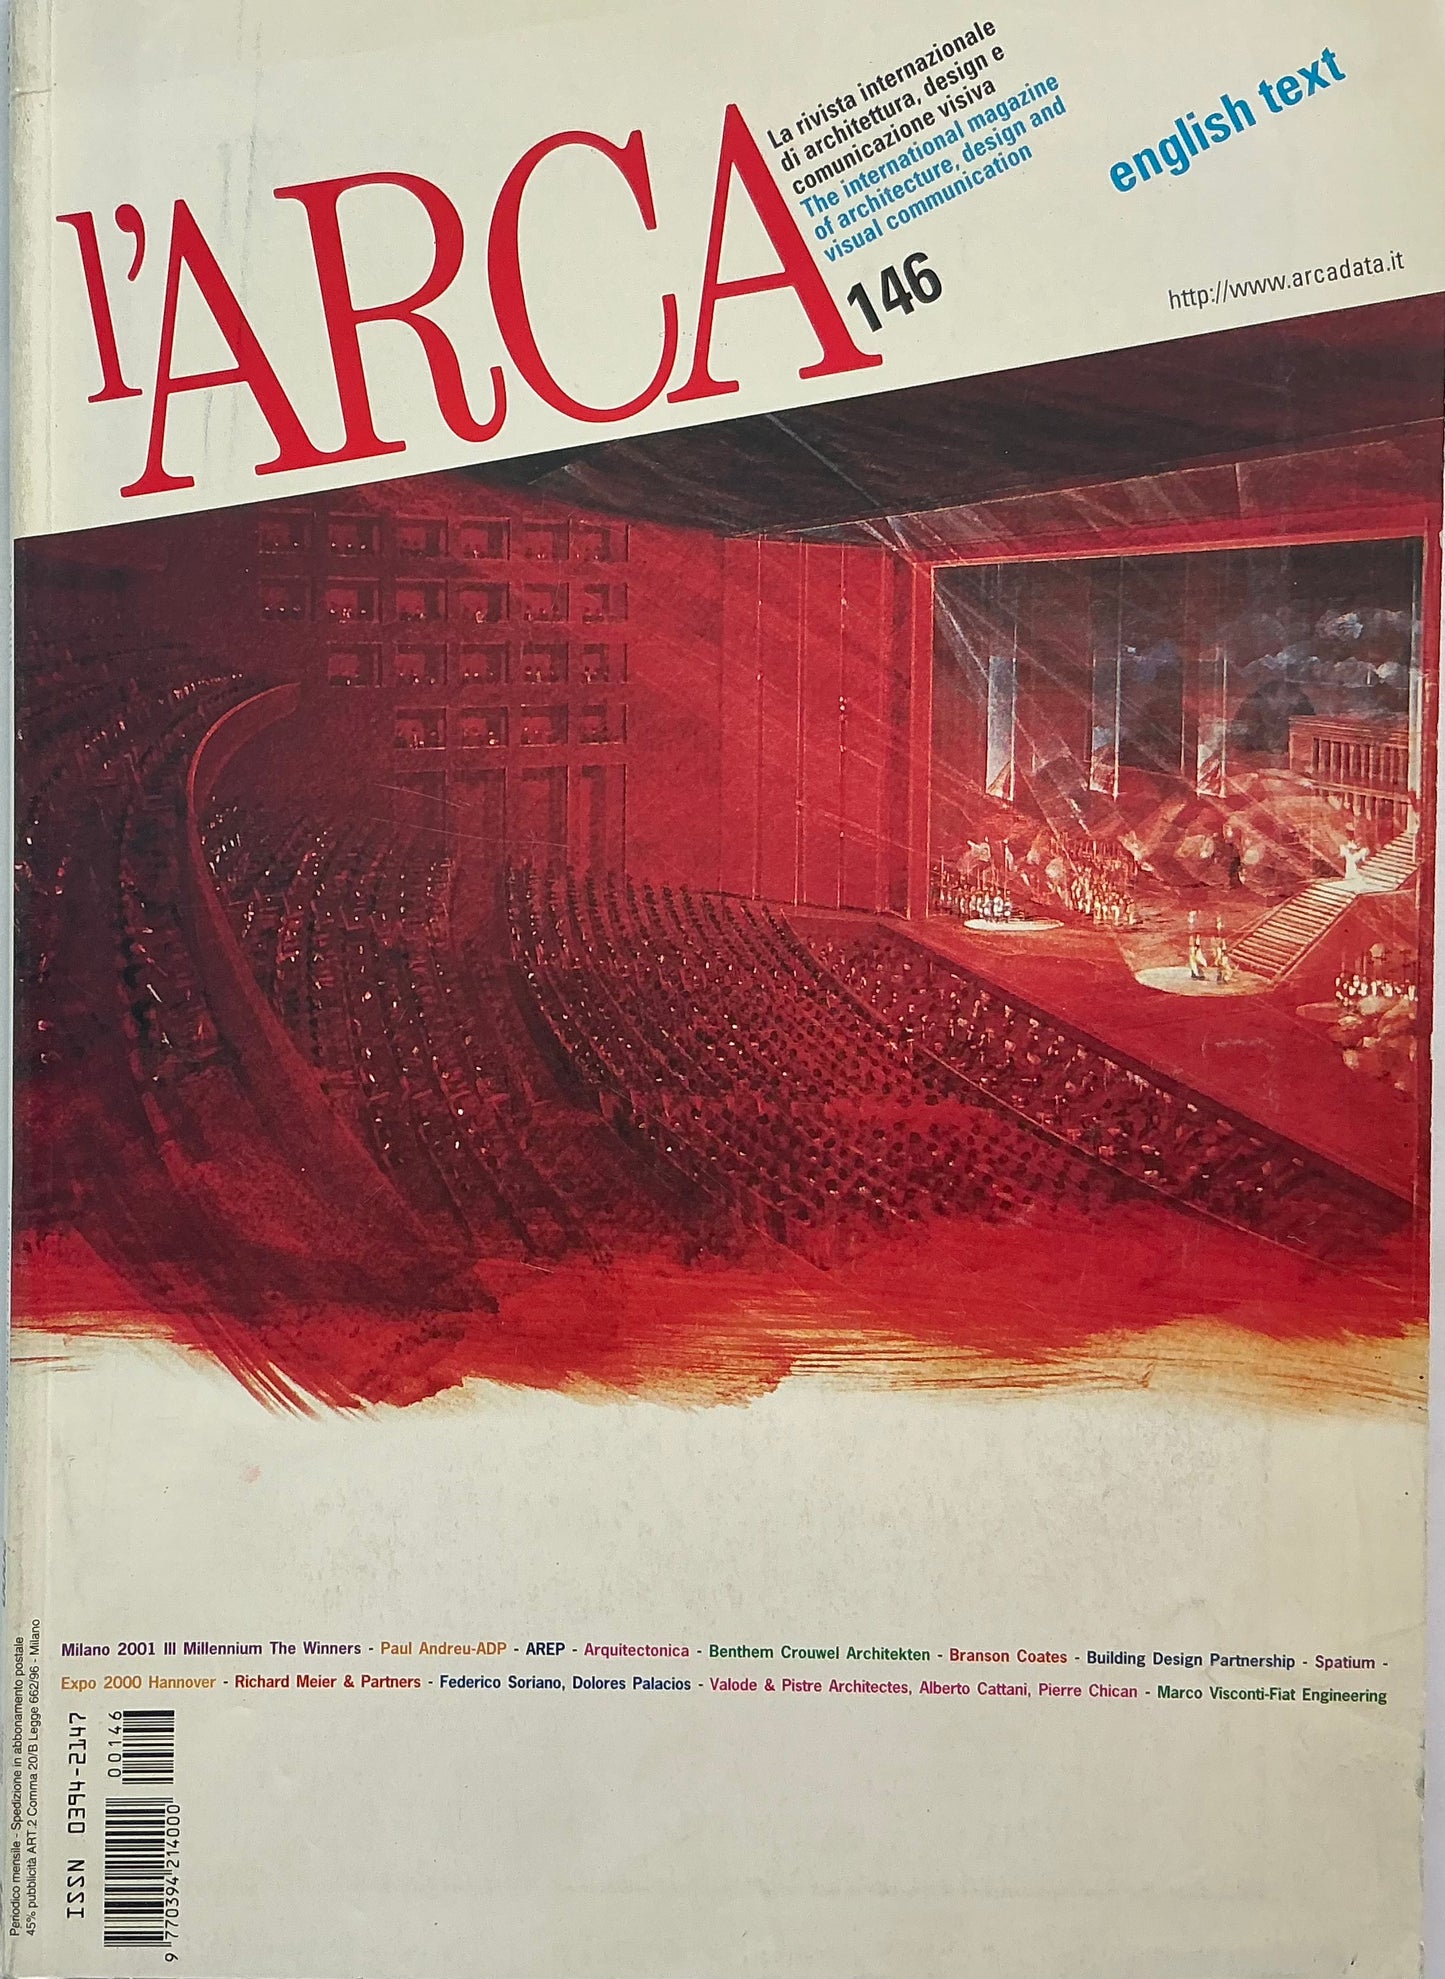 l'ARCA
La rivista internazionale
di architettura, design e
comunicazione visiva
The international magazine
of architecture, design and
visual communication
146
english text
http://www.arcadata.it
Milano 2001 III Millennium The Winners - Paul Andreu-ADP - AREP - Arquitectonica - Benthem Crouwel Architekten - Branson Coates - Building Design Partnership - Spatium -
Expo 2000 Hannover - Richard Meier & Partners - Federico Soriano, Dolores Palacios - Valode & Pistre Architectes, Alberto Cattani, Pierre Chican - Marco Visconti-Fiat Engineering
Periodico mensile - Spedizione in abbonamento postale
45% pubblicità ART.2 Comma 20/B Legge 662/96 - Milano
ISSN 0394-2147
00146
9 770394 214000